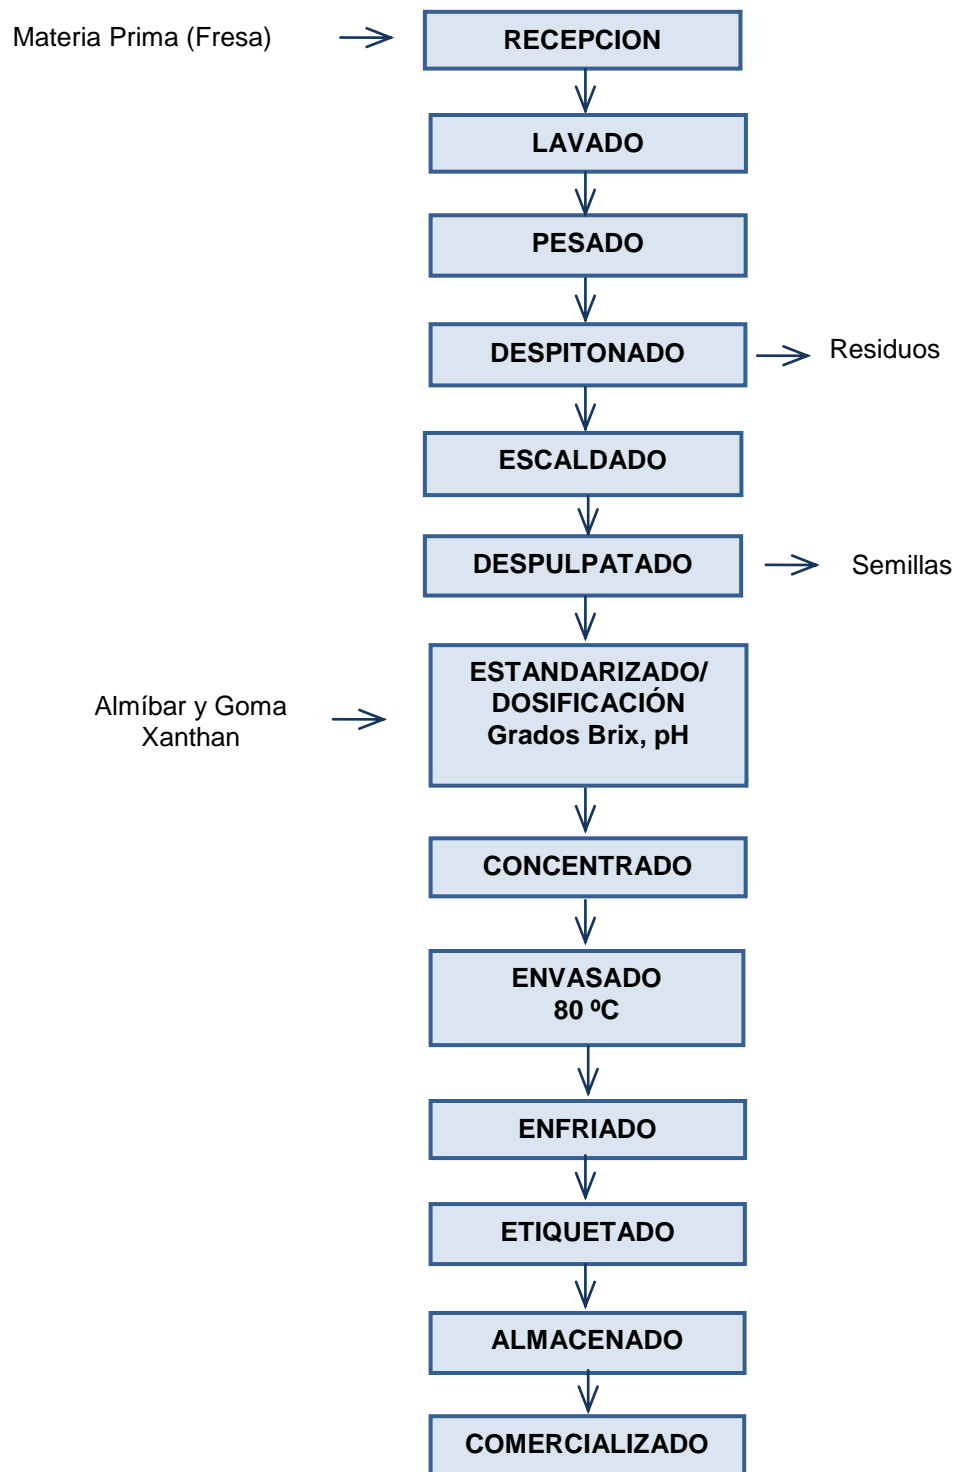 Materia Prima (Fresa)
RECEPCION
LAVADO
PESADO
DESPITONADO
Residuos
ESCALDADO
DESPULPATADO
Semillas
ESTANDARIZADO/
DOSIFICACIÓN
Grados Brix, pH
Almíbar y Goma
Xanthan
CONCENTRADO
ENVASADO
80 ºC
ENFRIADO
ETIQUETADO
ALMACENADO
COMERCIALIZADO